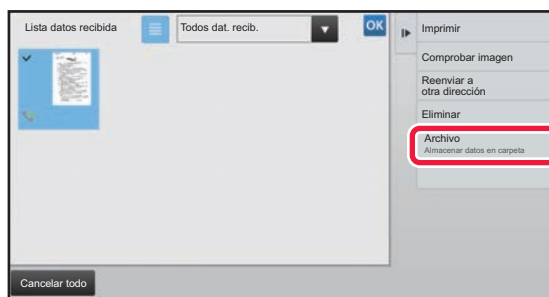 Lista datos recibida
Todos dat. recib.
OK
Imprimir
Comprobar imagen
Reenviar a
otra dirección
Eliminar
Archivo
Almacenar datos en carpeta
Cancelar todo